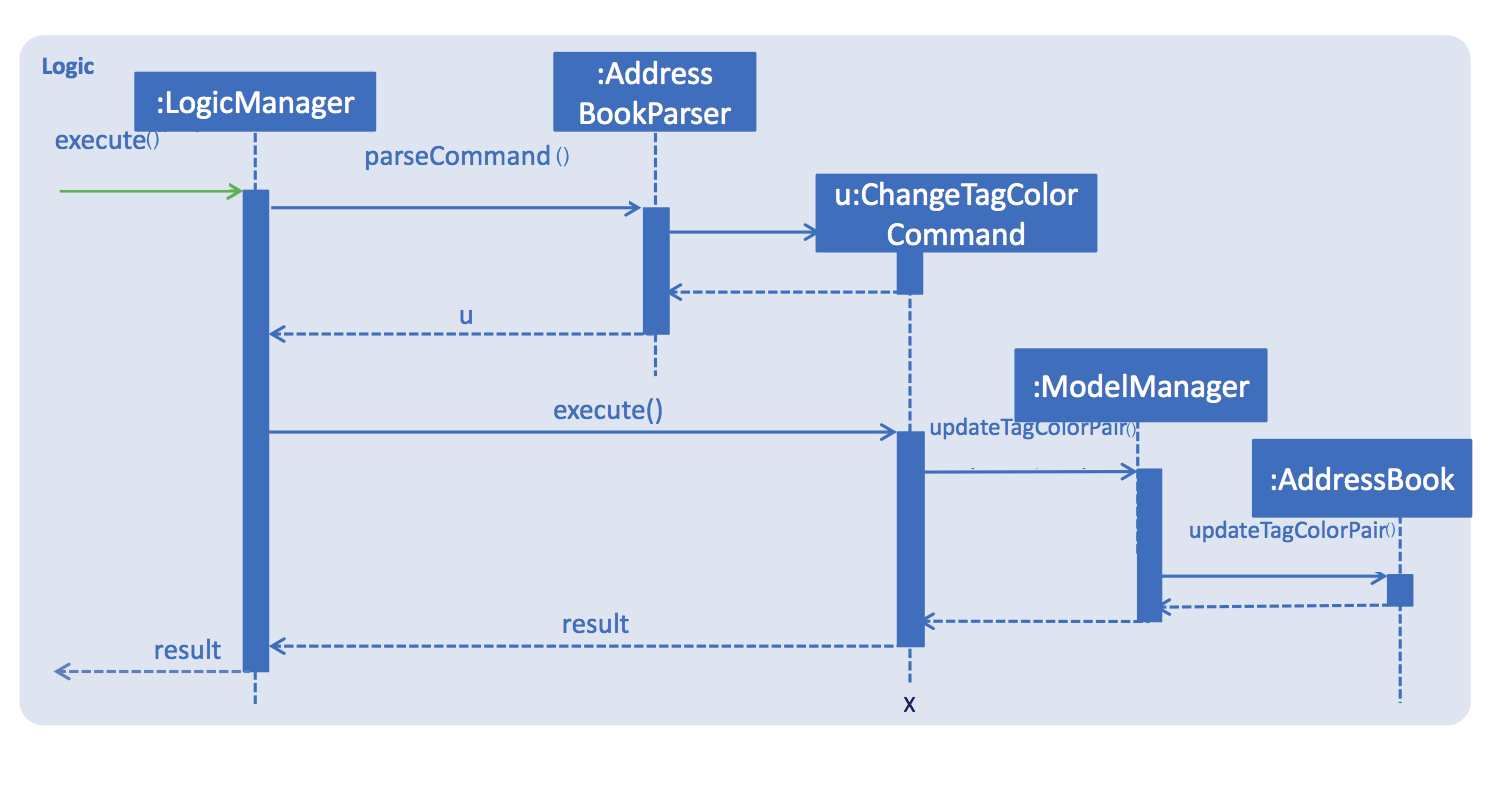 Logic
:LogicManager
:Address
BookParser
execute()
parseCommand()
u:ChangeTagColor
Command
u
:ModelManager
execute()
updateTagColorPair()
:AddressBook
updateTagColorPair()
result
result
x